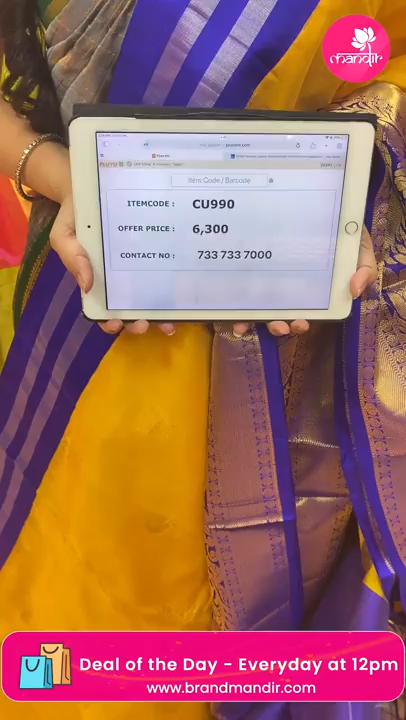 mandir
Item Code / Barcode
ITEMCODE : CU990
OFFER PRICE : 6,300
CONTACT NO : 733 733 7000
Deal of the Day - Everyday at 12pm
www.brandmandir.com